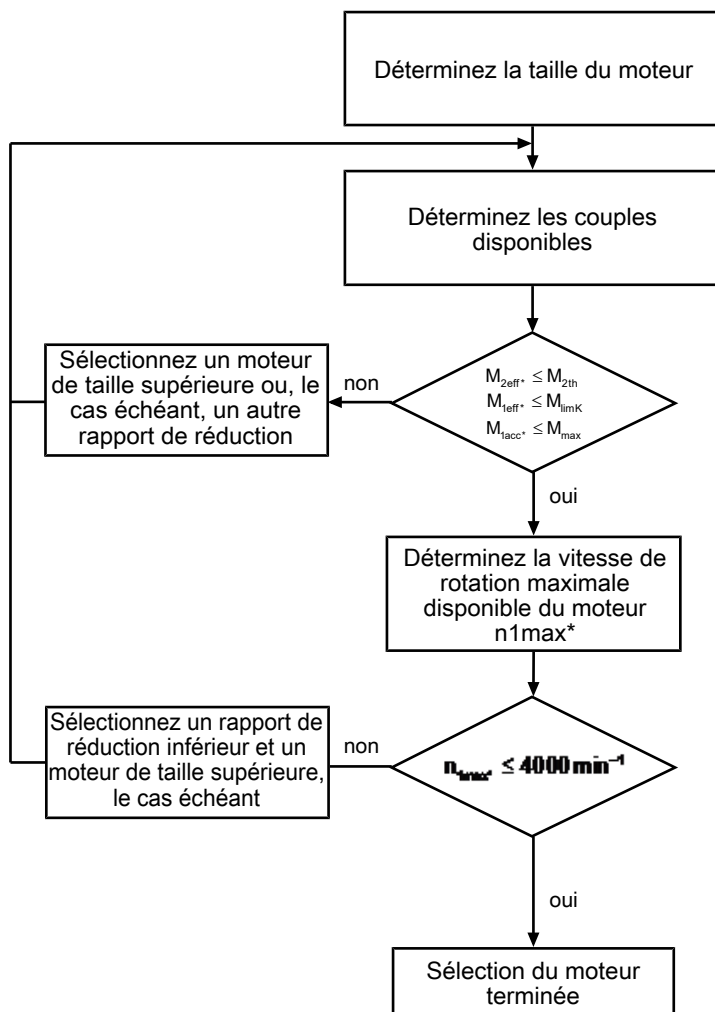 Déterminez la taille du moteur
Déterminez les couples
disponibles
Sélectionnez un moteur
de taille supérieure ou, le
cas échéant, un autre
rapport de réduction
non
M2eff* ≤ M2th
M1eff* ≤ MlimK
M1acc* ≤ Mmax
oui
Déterminez la vitesse de
rotation maximale
disponible du moteur
n1max*
Sélectionnez un rapport de
réduction inférieur et un
moteur de taille supérieure,
le cas échéant
non
n1max* ≤ 4000 min⁻¹
oui
Sélection du moteur
terminée